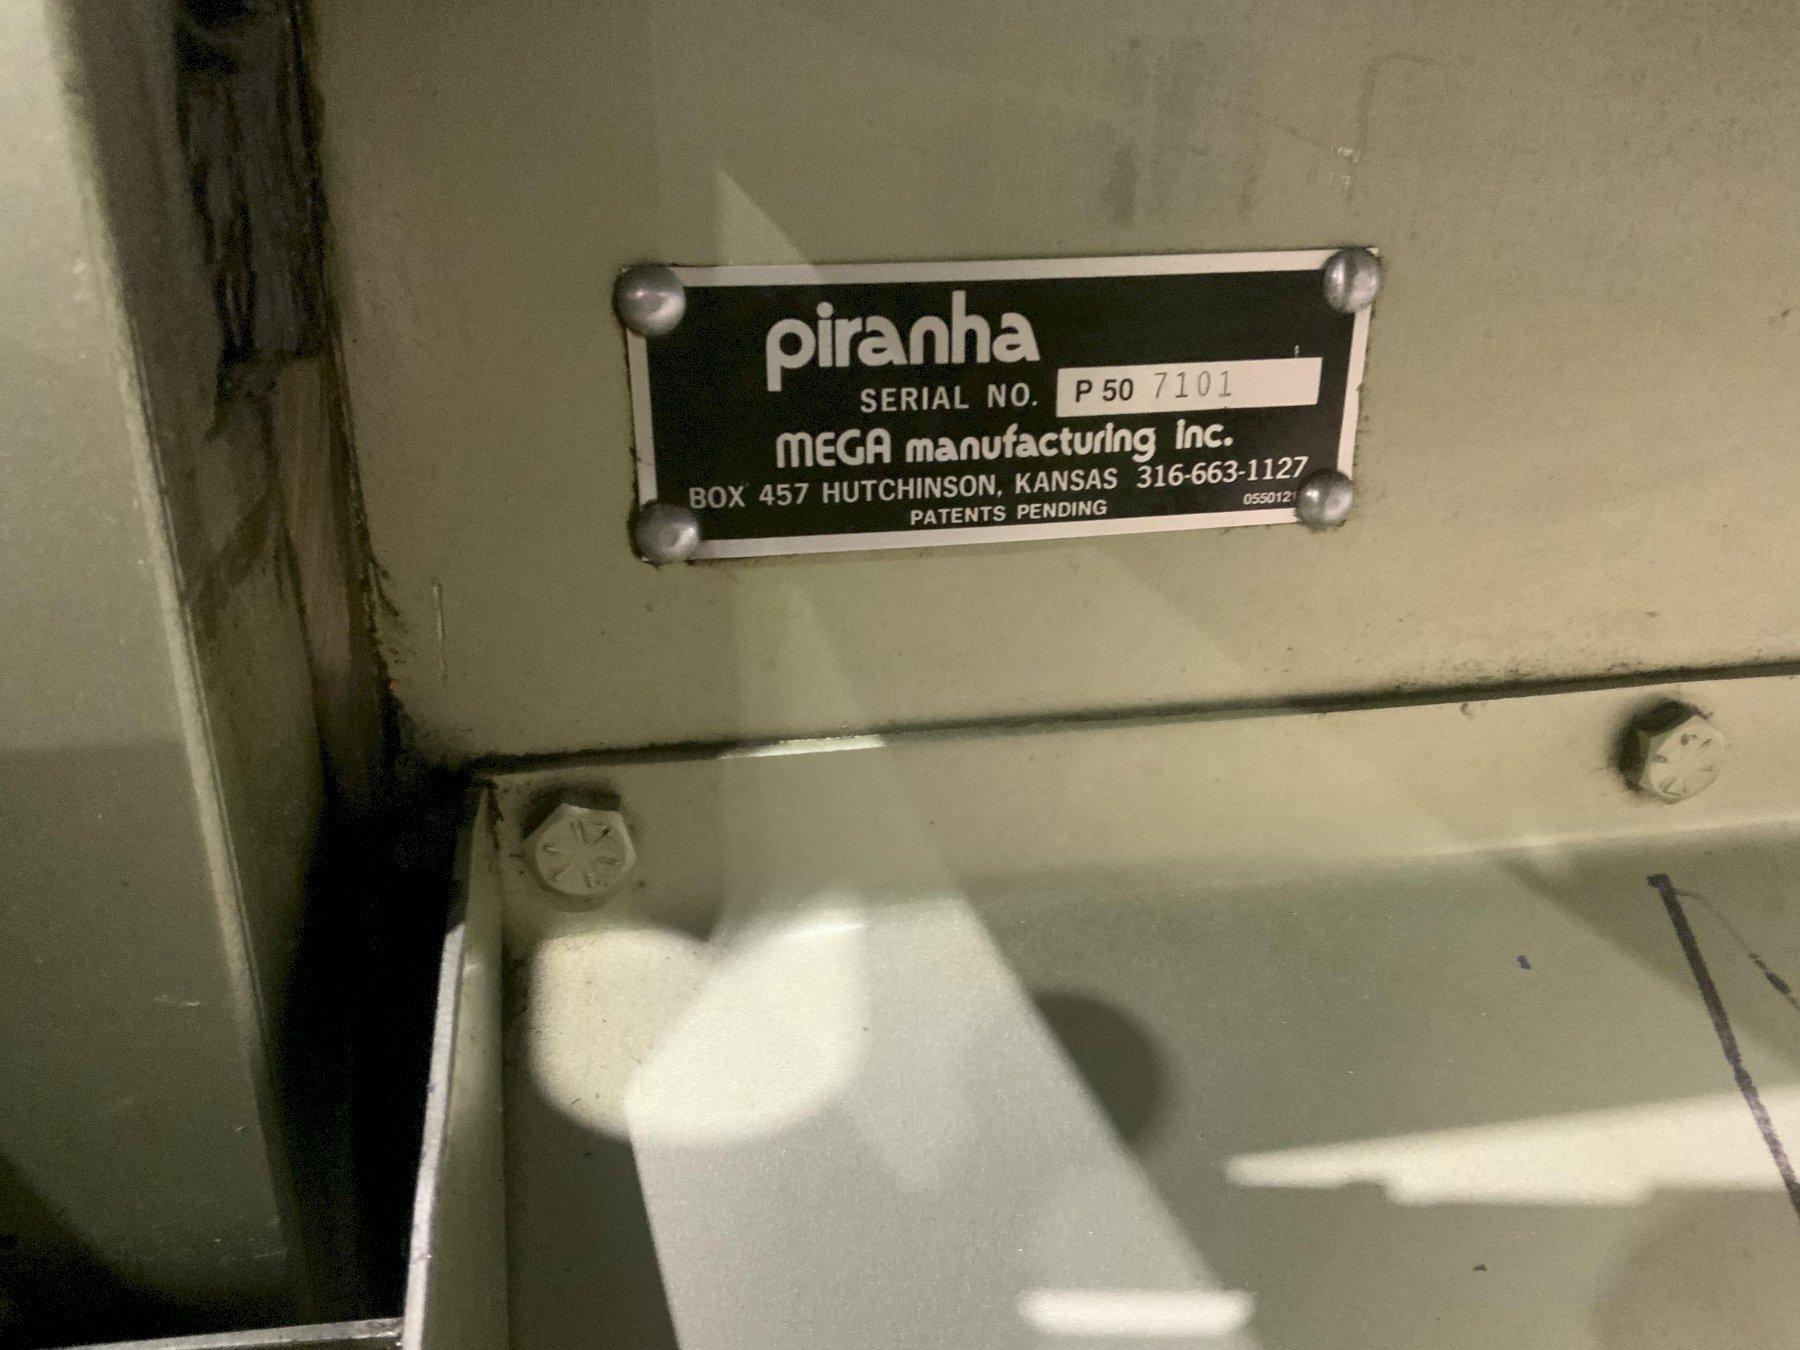 piranha
SERIAL NO. P 50 7101
MEGA manufacturing inc.
BOX 457 HUTCHINSON, KANSAS 316-663-1127
PATENTS PENDING